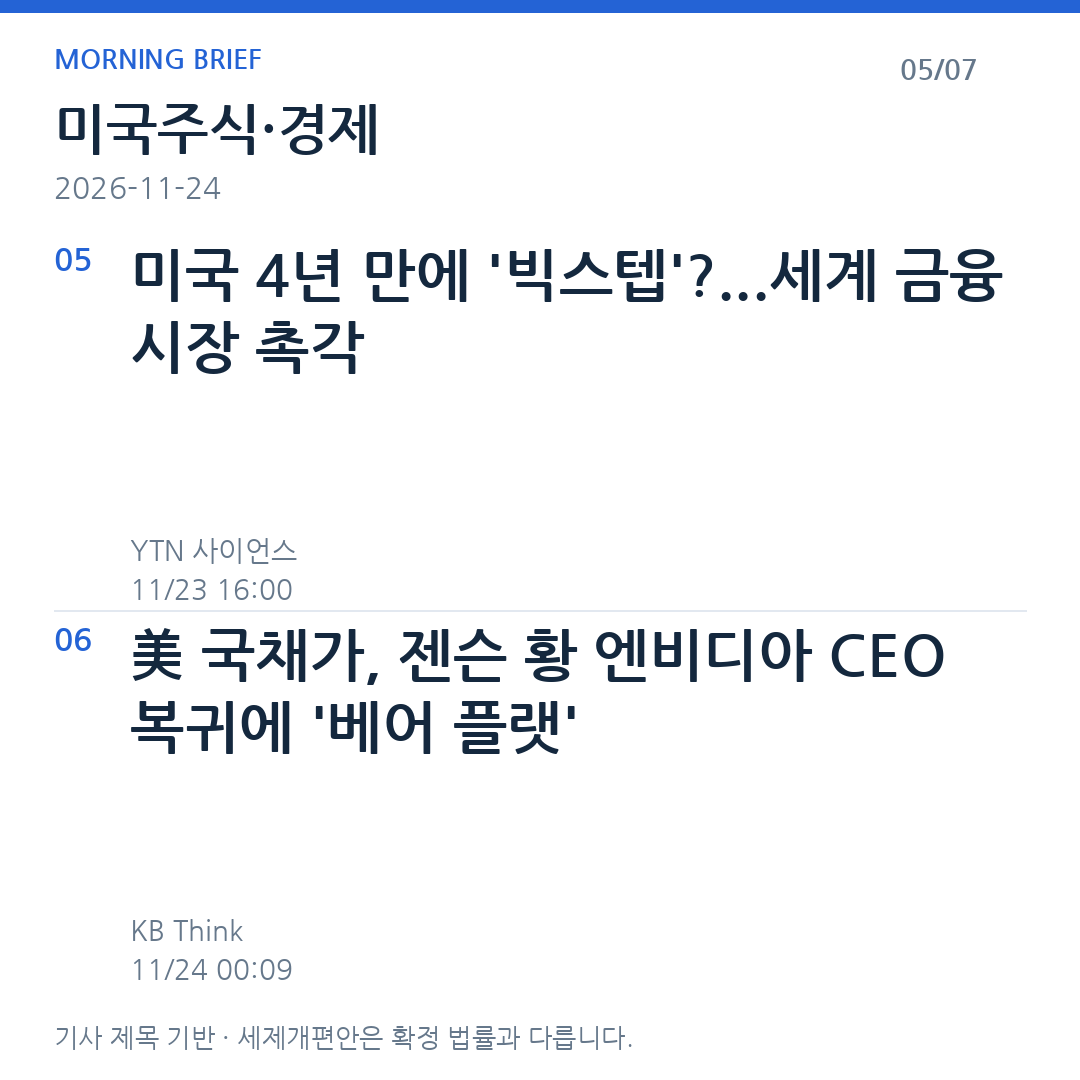 MORNING BRIEF
05/07
미국주식·경제
2026-11-24
05
미국 4년 만에 '빅스텝'?...세계 금융
시장 촉각
YTN 사이언스
11/23 16:00
06
美 국채가, 젠슨 황 엔비디아 CEO
복귀에 '베어 플랫'
KB Think
11/24 00:09
기사 제목 기반 · 세제개편안은 확정 법률과 다릅니다.